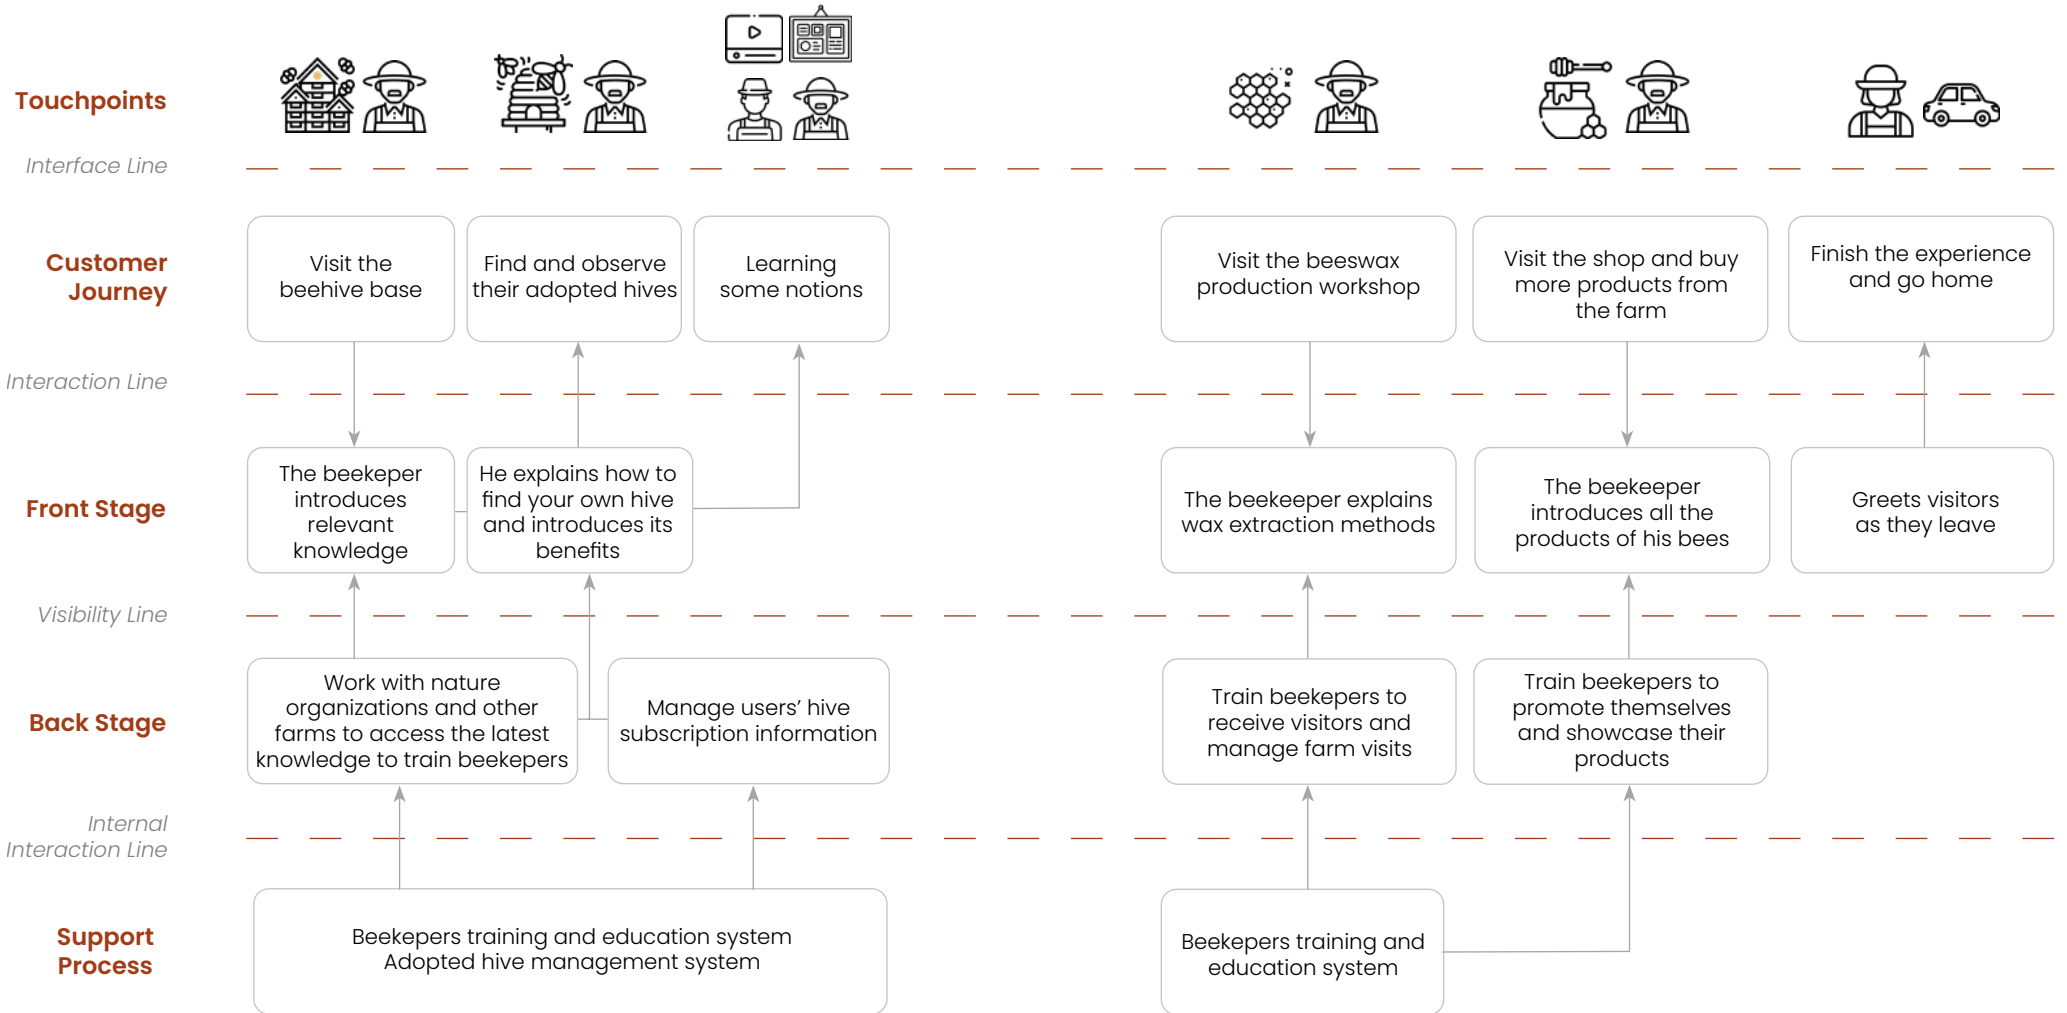 Touchpoints
Interface Line
Customer
Journey
Visit the
beehive base
Find and observe
their adopted hives
Learning
some notions
Visit the beeswax
production workshop
Visit the shop and buy
more products from
the farm
Finish the experience
and go home
Interaction Line
Front Stage
The beekeper
introduces
relevant
knowledge
He explains how to
find your own hive
and introduces its
benefits
The beekeeper explains
wax extraction methods
The beekeeper
introduces all the
products of his bees
Greets visitors
as they leave
Visibility Line
Back Stage
Work with nature
organizations and other
farms to access the latest
knowledge to train beekepers
Manage users’ hive
subscription information
Train beekepers to
receive visitors and
manage farm visits
Train beekepers to
promote themselves
and showcase their
products
Internal
Interaction Line
Support
Process
Beekepers training and education system
Adopted hive management system
Beekepers training and
education system